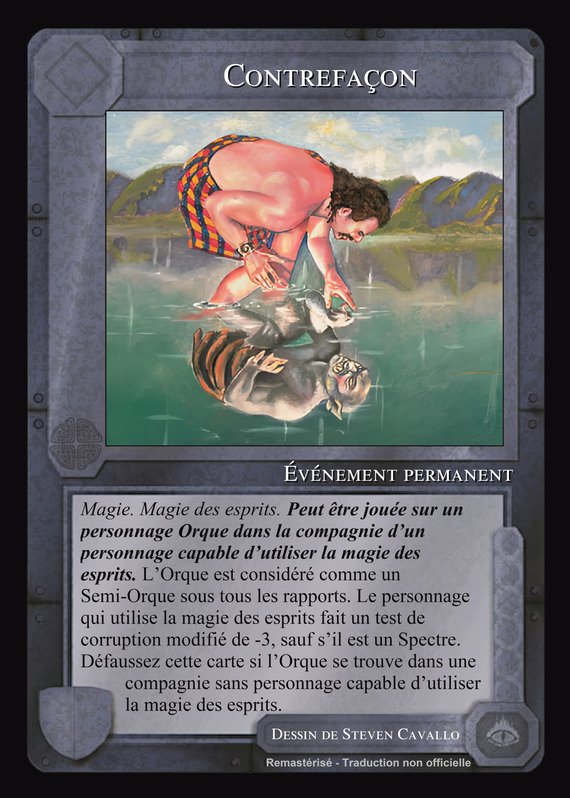 Contrefaçon
Événement permanent
Magie. Magie des esprits. Peut être jouée sur un
personnage Orque dans la compagnie d’un
personnage capable d’utiliser la magie des
esprits. L’Orque est considéré comme un
Semi-Orque sous tous les rapports. Le personnage
qui utilise la magie des esprits fait un test de
corruption modifié de -3, sauf s’il est un Spectre.
Défaussez cette carte si l’Orque se trouve dans une
compagnie sans personnage capable d’utiliser
la magie des esprits.
Dessin de Steven Cavallo
Remastérisé - Traduction non officielle